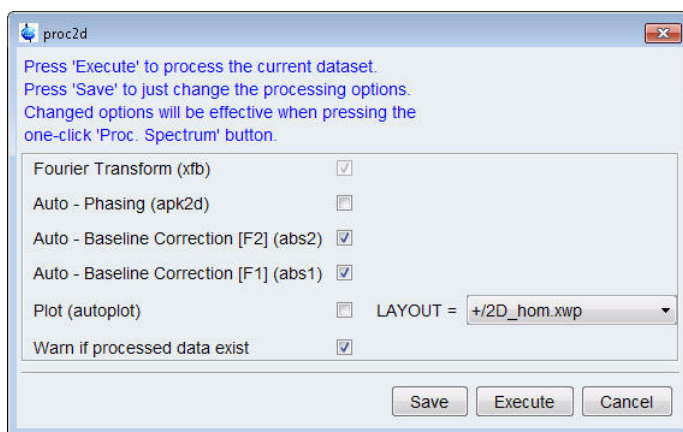 proc2d
Press 'Execute' to process the current dataset.
Press 'Save' to just change the processing options.
Changed options will be effective when pressing the
one-click 'Proc. Spectrum' button.
Fourier Transform (xfb)
Auto - Phasing (apk2d)
Auto - Baseline Correction [F2] (abs2)
Auto - Baseline Correction [F1] (abs1)
Plot (autoplot) LAYOUT = +/2D_hom.xwp
Warn if processed data exist
Save Execute Cancel